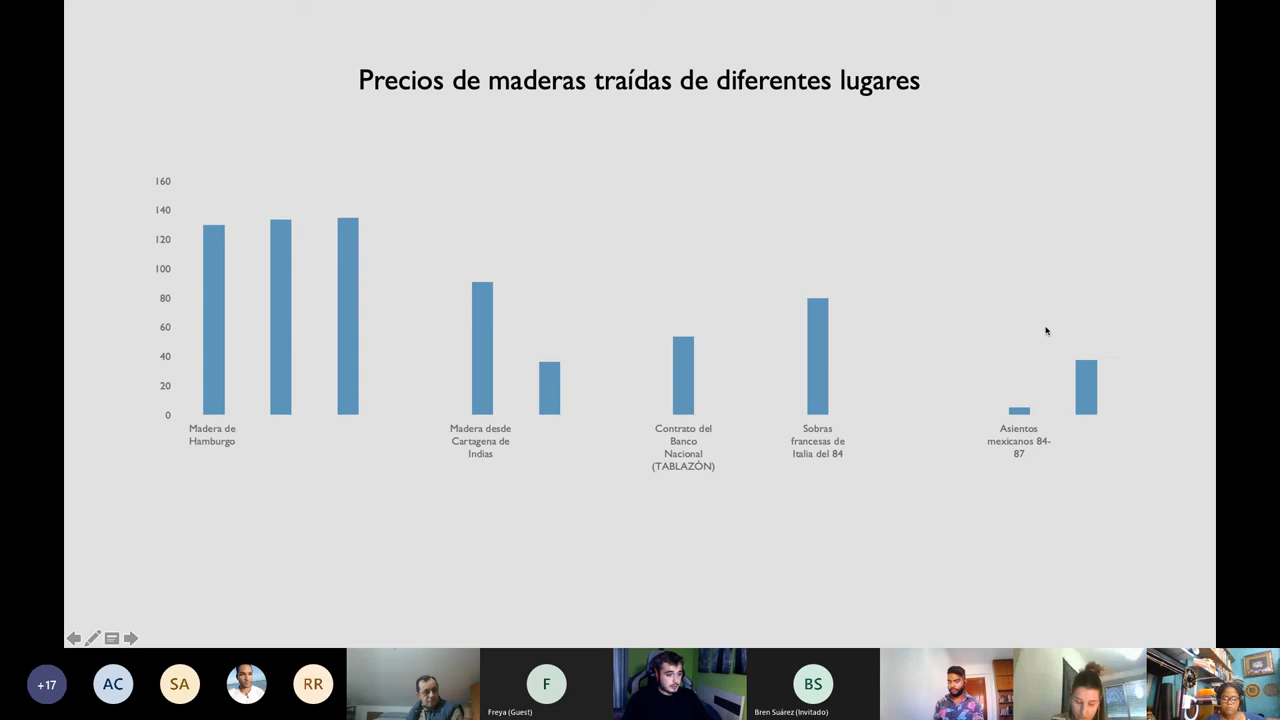 Precios de maderas traídas de diferentes lugares
160
140
120
100
80
60
40
20
0
Madera de
Hamburgo
Madera desde
Cartagena de
Indias
Contrato del
Banco
Nacional
(TABLAZÓN)
Sobras
francesas de
Italia del 84
Asientos
mexicanos 84-
87
+17
AC
SA
RR
F
Freya (Guest)
BS
Bren Suárez (Invitado)